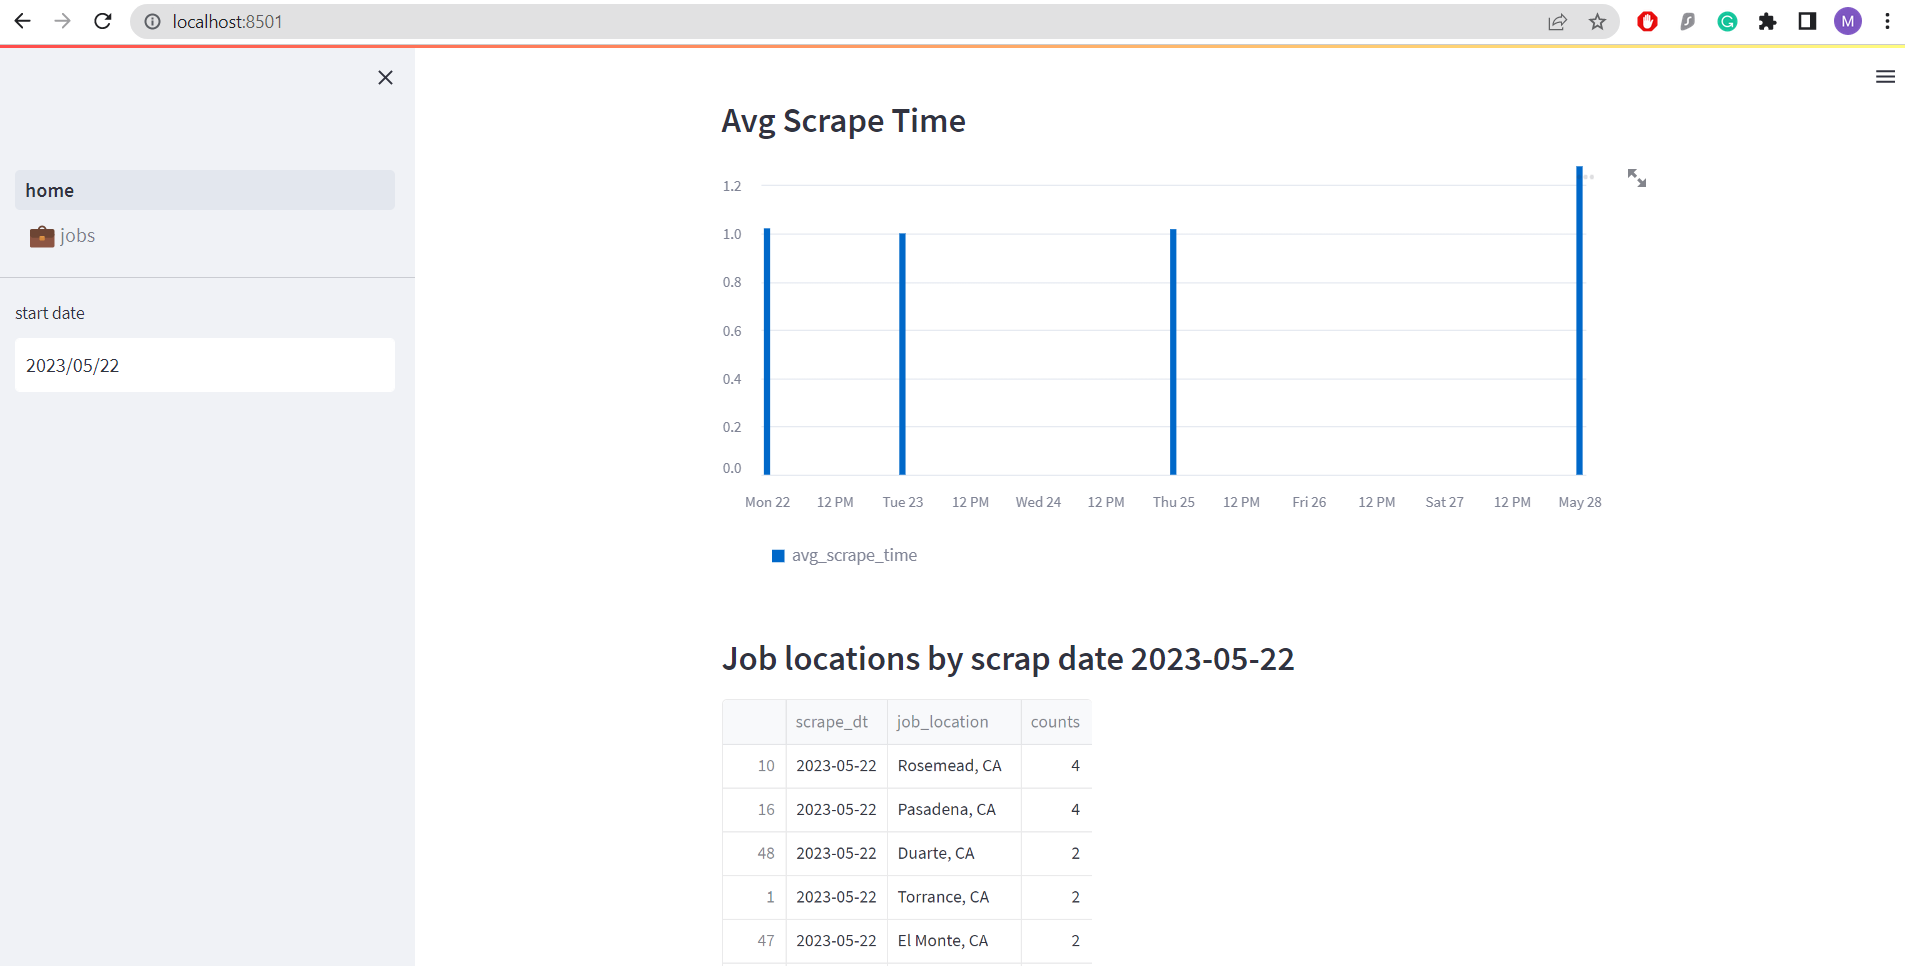 localhost:8501
M
home
jobs
start date
2023/05/22
Avg Scrape Time
1.2
1.0
0.8
0.6
0.4
0.2
0.0
Mon 22 12 PM Tue 23 12 PM Wed 24 12 PM Thu 25 12 PM Fri 26 12 PM Sat 27 12 PM May 28
avg_scrape_time
Job locations by scrap date 2023-05-22
scrape_dt job_location counts
10 2023-05-22 Rosemead, CA 4
16 2023-05-22 Pasadena, CA 4
48 2023-05-22 Duarte, CA 2
1 2023-05-22 Torrance, CA 2
47 2023-05-22 El Monte, CA 2